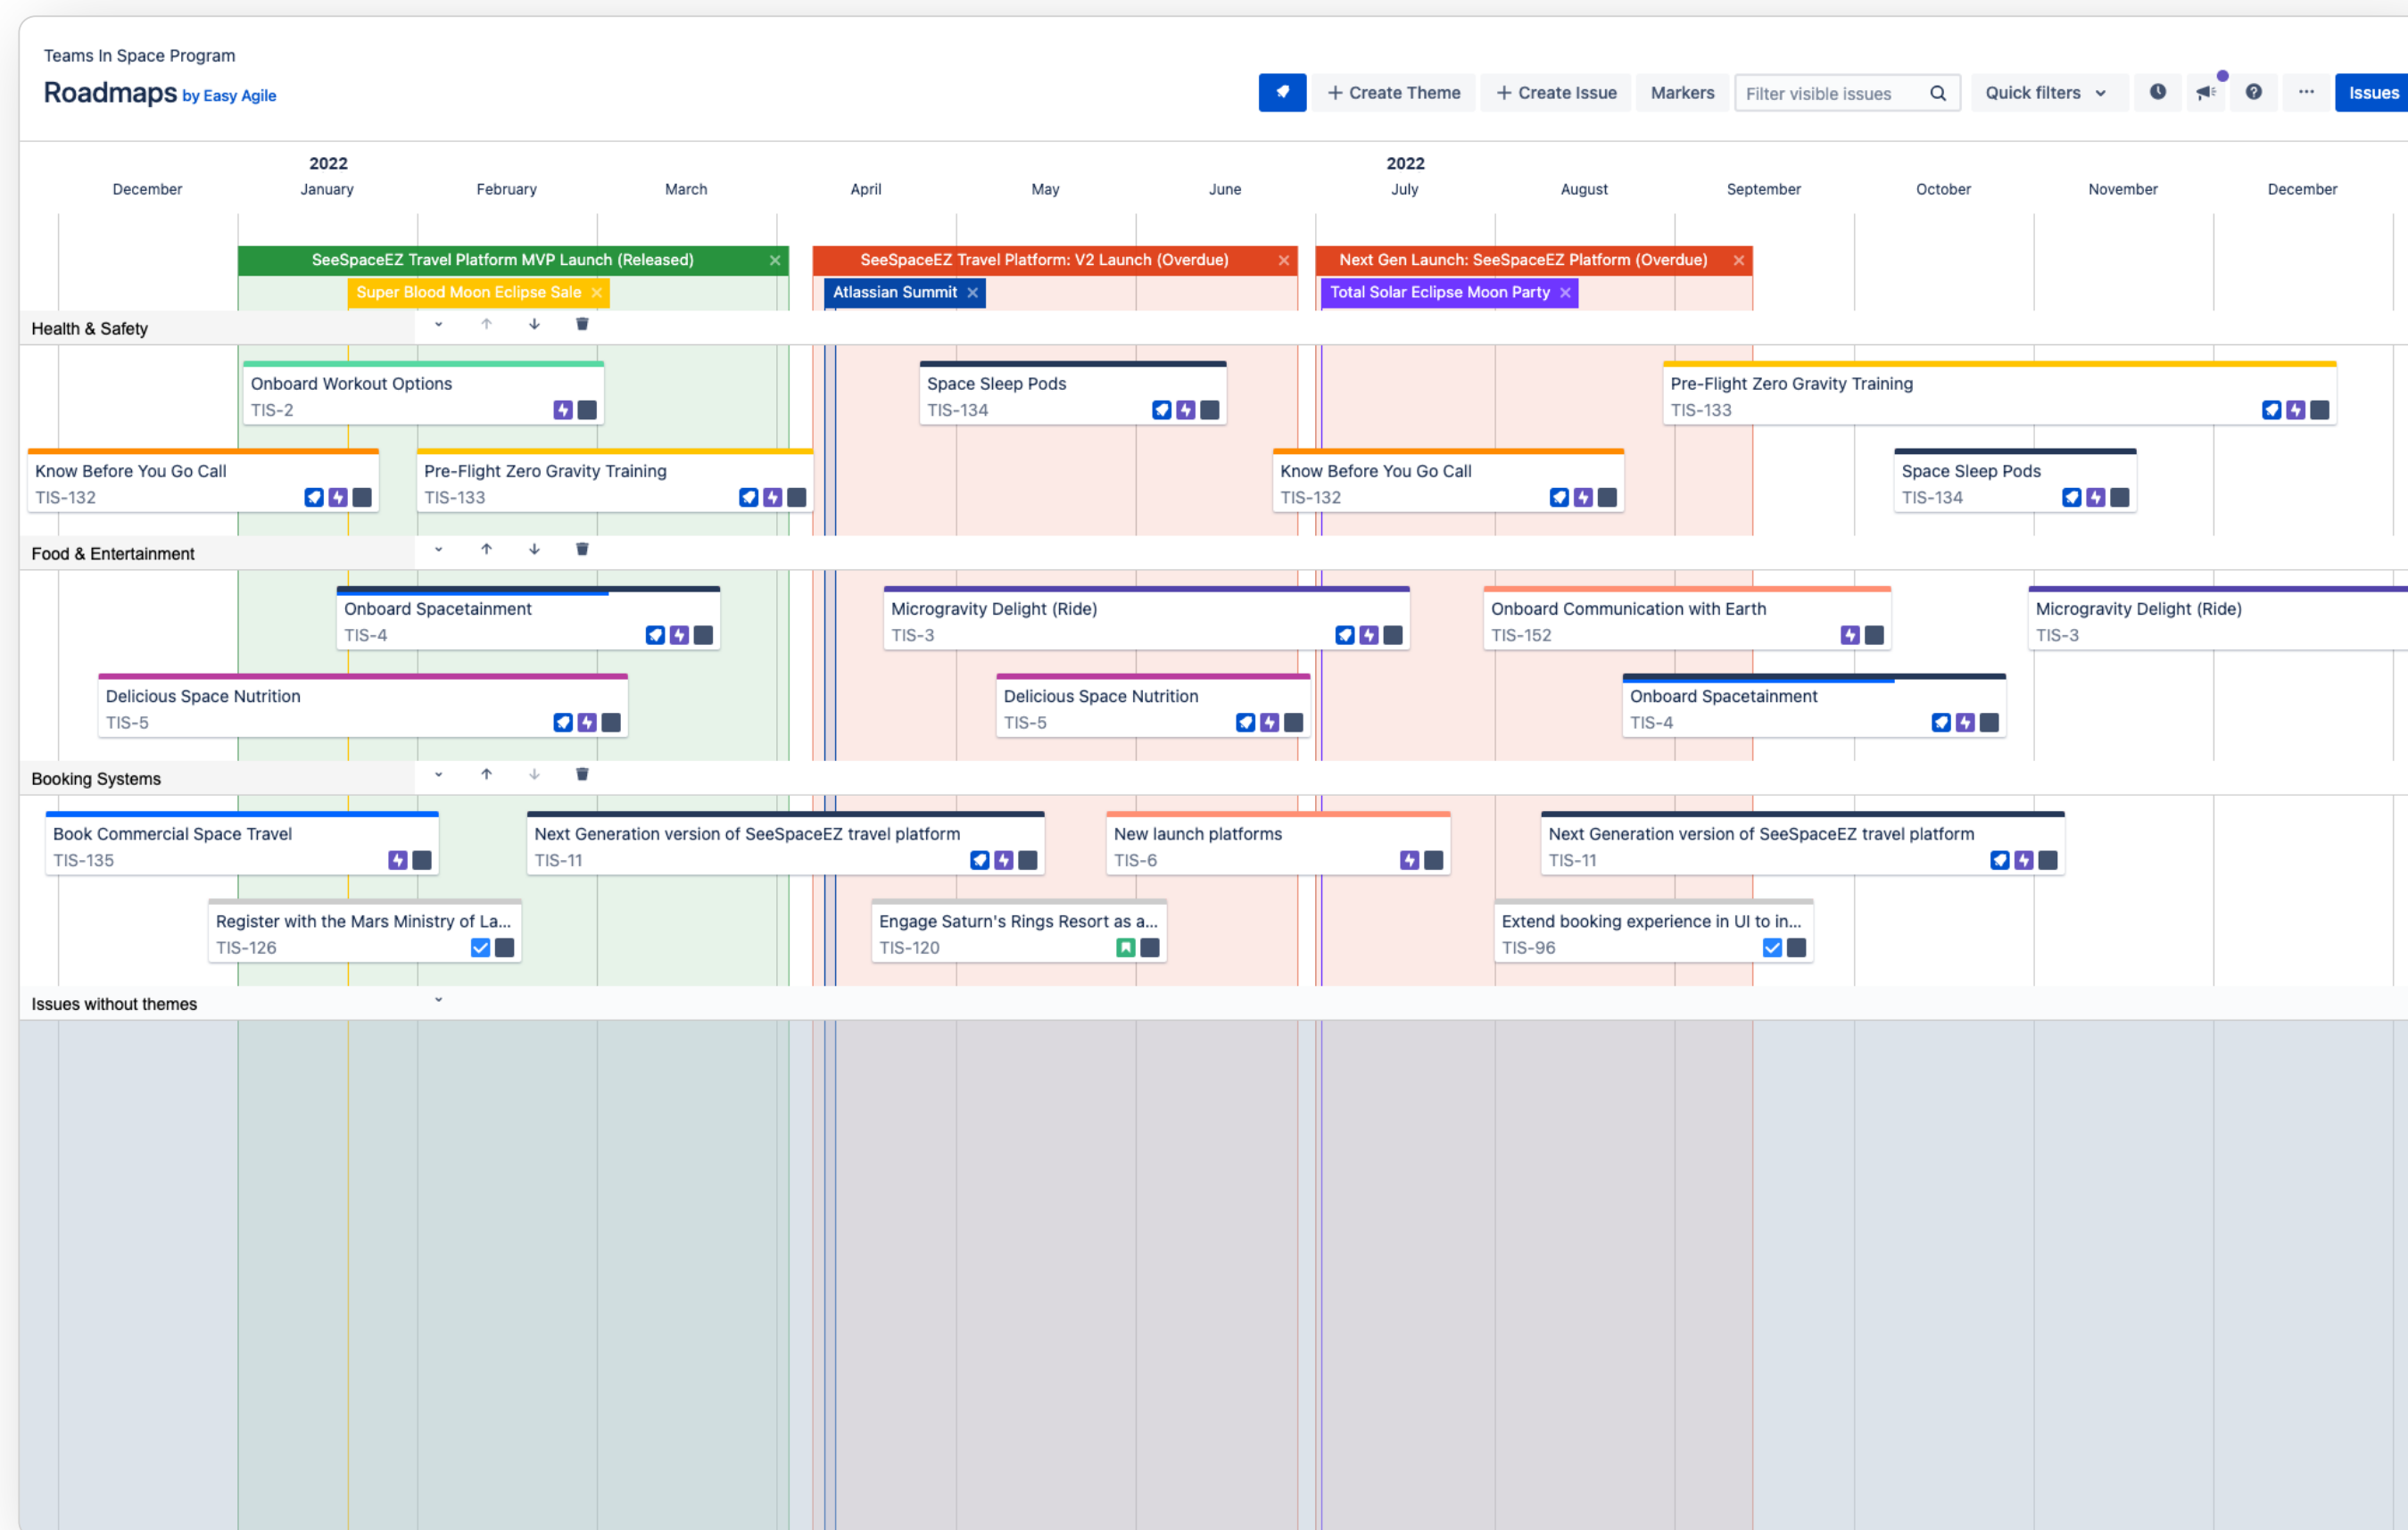 Teams In Space Program
Roadmaps by Easy Agile
+ Create Theme
+ Create Issue
Markers
Filter visible issues
Quick filters
Issues
2022
2022
December January February March April May June July August September October November December
SeeSpaceEZ Travel Platform MVP Launch (Released)
SeeSpaceEZ Travel Platform: V2 Launch (Overdue)
Next Gen Launch: SeeSpaceEZ Platform (Overdue)
Super Blood Moon Eclipse Sale
Atlassian Summit
Total Solar Eclipse Moon Party
Health & Safety
Onboard Workout Options
TIS-2
Space Sleep Pods
TIS-134
Pre-Flight Zero Gravity Training
TIS-133
Know Before You Go Call
TIS-132
Pre-Flight Zero Gravity Training
TIS-133
Know Before You Go Call
TIS-132
Space Sleep Pods
TIS-134
Food & Entertainment
Onboard Spacetainment
TIS-4
Microgravity Delight (Ride)
TIS-3
Onboard Communication with Earth
TIS-152
Microgravity Delight (Ride)
TIS-3
Delicious Space Nutrition
TIS-5
Delicious Space Nutrition
TIS-5
Onboard Spacetainment
TIS-4
Booking Systems
Book Commercial Space Travel
TIS-135
Next Generation version of SeeSpaceEZ travel platform
TIS-11
New launch platforms
TIS-6
Next Generation version of SeeSpaceEZ travel platform
TIS-11
Register with the Mars Ministry of La...
TIS-126
Engage Saturn's Rings Resort as a...
TIS-120
Extend booking experience in UI to in...
TIS-96
Issues without themes